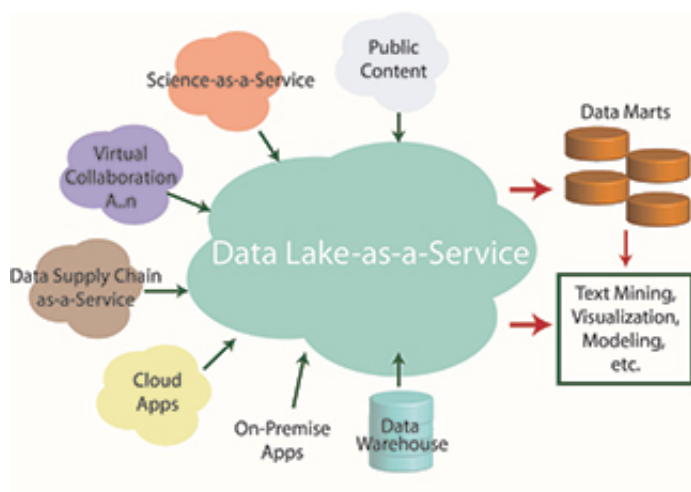 Public
Content
Science-as-a-Service
Data Marts
Virtual
Collaboration
A..n
Data Lake-as-a-Service
Data Supply Chain
as-a-Service
Text Mining,
Visualization,
Modeling,
etc.
Cloud
Apps
On-Premise
Apps
Data
Warehouse